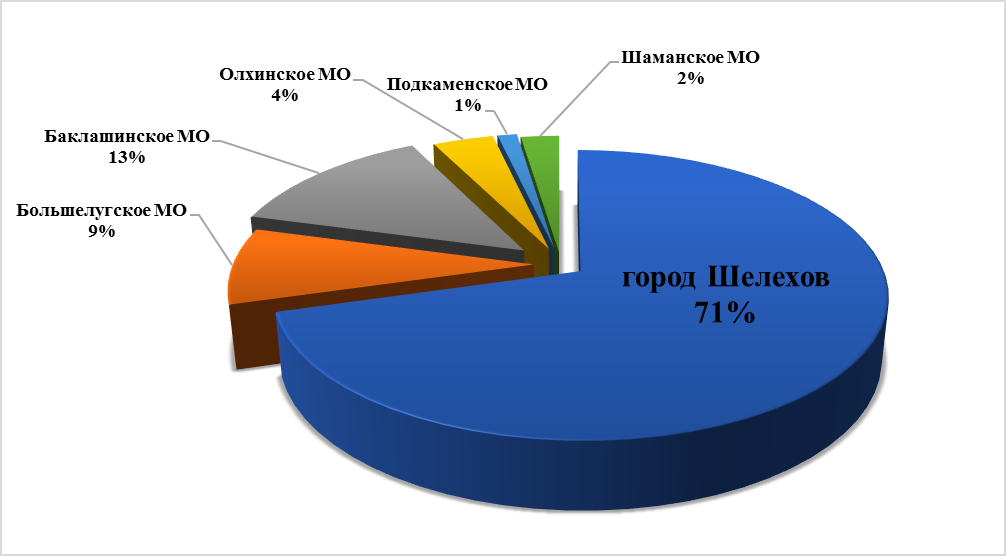 Шаманское МО
2%
Олхинское МО
4%
Подкаменское МО
1%
Баклашинское МО
13%
Большелугское МО
9%
город Шелехов
71%